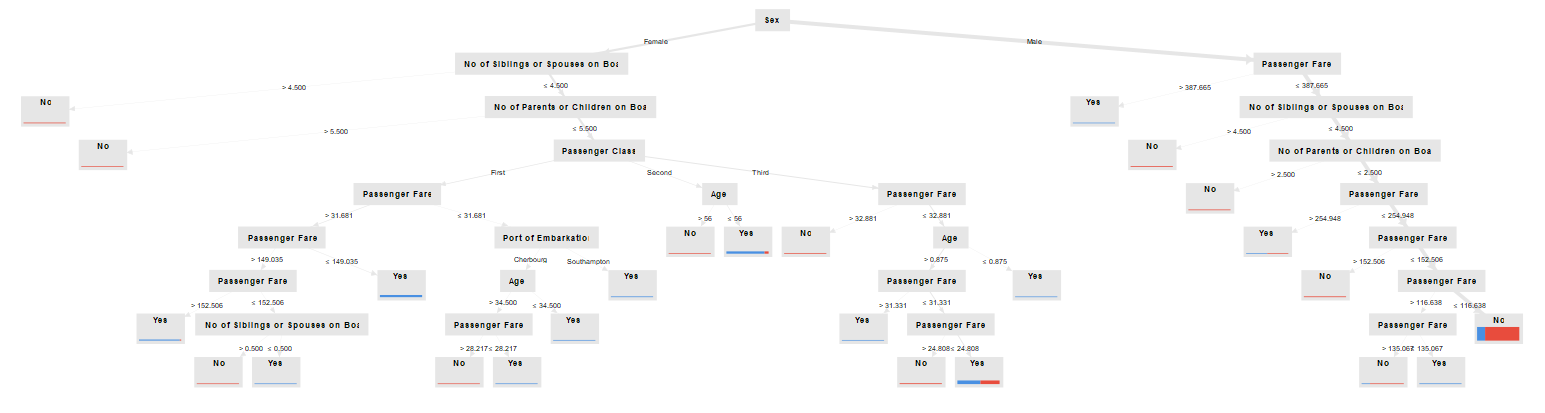 Sex
Female
Male
No of Siblings or Spouses on Boa
Passenger Fare
> 4.500
≤ 4.500
> 387.665
≤ 387.665
No
No of Parents or Children on Boa
Yes
No of Siblings or Spouses on Boa
> 5.500
≤ 5.500
> 4.500
≤ 4.500
No
Passenger Class
No
No of Parents or Children on Boa
First
Second
Third
> 2.500
≤ 2.500
Passenger Fare
Age
Passenger Fare
No
Passenger Fare
> 31.681
≤ 31.681
> 56
≤ 56
> 32.881
≤ 32.881
> 254.948
≤ 254.948
Passenger Fare
Port of Embarkation
No
Yes
No
Age
Yes
Passenger Fare
> 149.035
≤ 149.035
Cherbourg
Southampton
> 0.875
≤ 0.875
> 152.506
≤ 152.506
Passenger Fare
Yes
Age
Yes
Passenger Fare
Yes
No
Passenger Fare
> 152.506
≤ 152.506
> 34.500
≤ 34.500
> 31.331
≤ 31.331
> 116.638
≤ 116.638
Yes
No of Siblings or Spouses on Boa
Passenger Fare
Yes
Yes
Passenger Fare
Passenger Fare
No
> 0.500
≤ 0.500
> 28.217
≤ 28.217
> 24.808
≤ 24.808
> 135.067
≤ 135.067
No
Yes
No
Yes
No
Yes
No
Yes